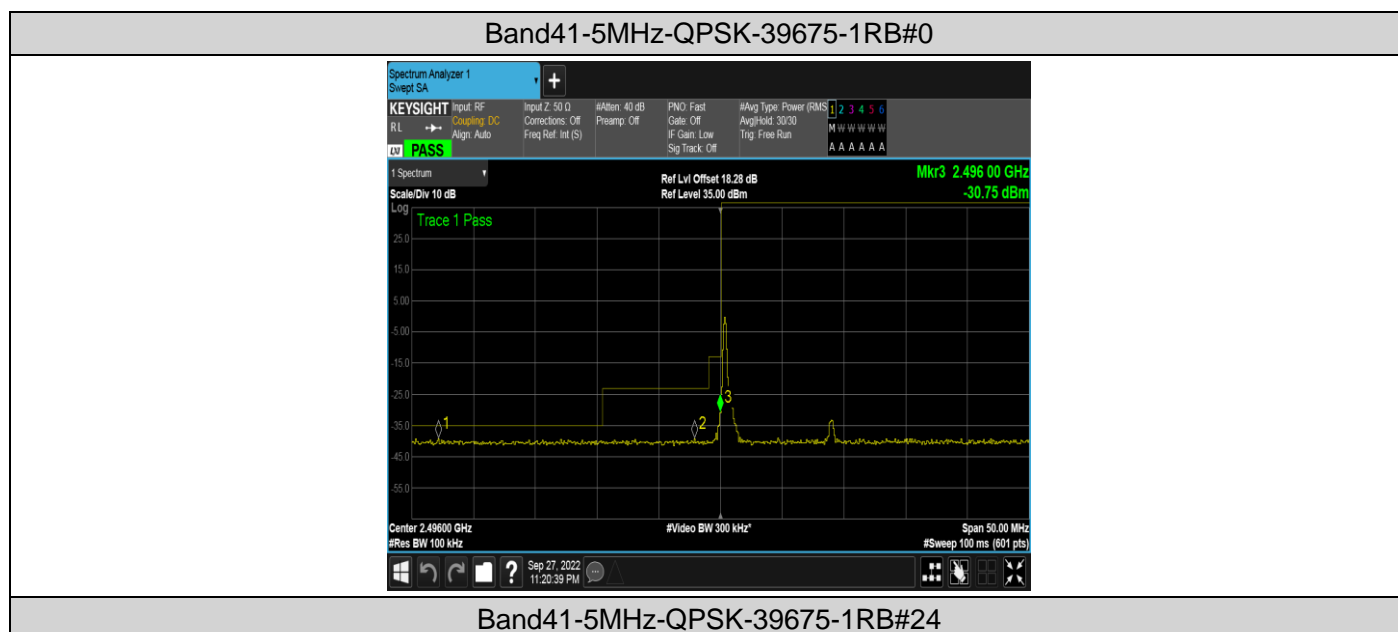 Band41-5MHz-QPSK-39675-1RB#0
Spectrum Analyzer 1
Swept SA
KEYSIGHT Input: RF Input Z: 50 Ω #Atten: 40 dB PNO: Fast #Avg Type: Power (RMS 1 2 3 4 5 6
RL Coupling: DC Corrections: Off Preamp: Off Gate: Off Avg|Hold: 30/30 M W W W W W
Align: Auto Freq Ref: Int (S) IF Gain: Low Trig: Free Run
LXI PASS Sig Track: Off A A A A A A
1 Spectrum Ref Lvl Offset 18.28 dB Mkr3 2.496 00 GHz
Scale/Div 10 dB Ref Level 35.00 dBm -30.75 dBm
Log
Trace 1 Pass
25.0
15.0
5.00
-5.00
-15.0
-25.0
3
-35.0
1
2
-45.0
-55.0
Center 2.49600 GHz #Video BW 300 kHz* Span 50.00 MHz
#Res BW 100 kHz #Sweep 100 ms (601 pts)
? Sep 27, 2022
11:20:39 PM
Band41-5MHz-QPSK-39675-1RB#24